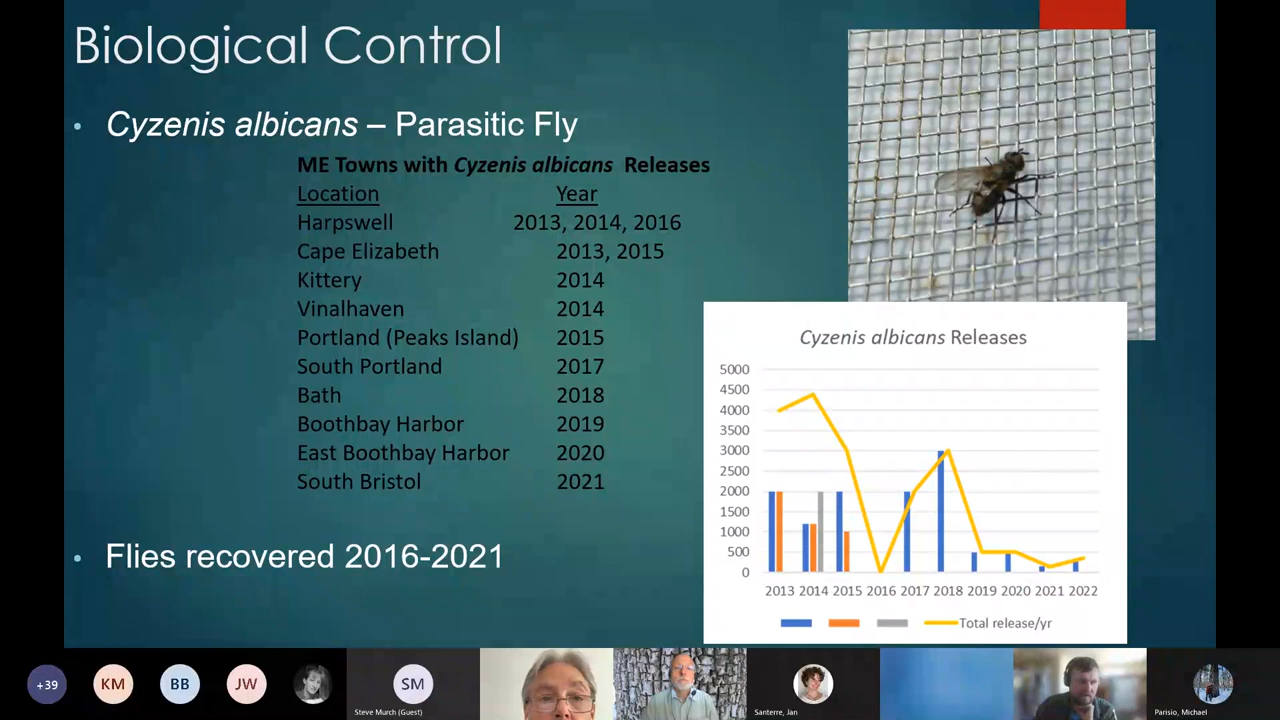 Biological Control
• Cyzenis albicans – Parasitic Fly
ME Towns with Cyzenis albicans Releases
Location Year
Harpswell 2013, 2014, 2016
Cape Elizabeth 2013, 2015
Kittery 2014
Vinalhaven 2014
Portland (Peaks Island) 2015
South Portland 2017
Bath 2018
Boothbay Harbor 2019
East Boothbay Harbor 2020
South Bristol 2021
• Flies recovered 2016-2021
Cyzenis albicans Releases
5000
4500
4000
3500
3000
2500
2000
1500
1000
500
0
2013 2014 2015 2016 2017 2018 2019 2020 2021 2022
Total release/yr
+39 KM BB JW SM
Steve Murch (Guest) Santerre, Jan Parisio, Michael